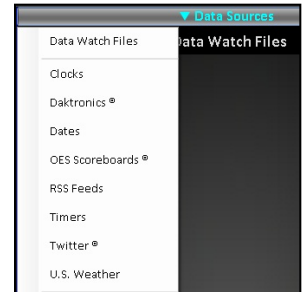 ▼ Data Sources
Data Watch Files
Data Watch Files
Clocks
Daktronics ®
Dates
OES Scoreboards ®
RSS Feeds
Timers
Twitter ®
U.S. Weather